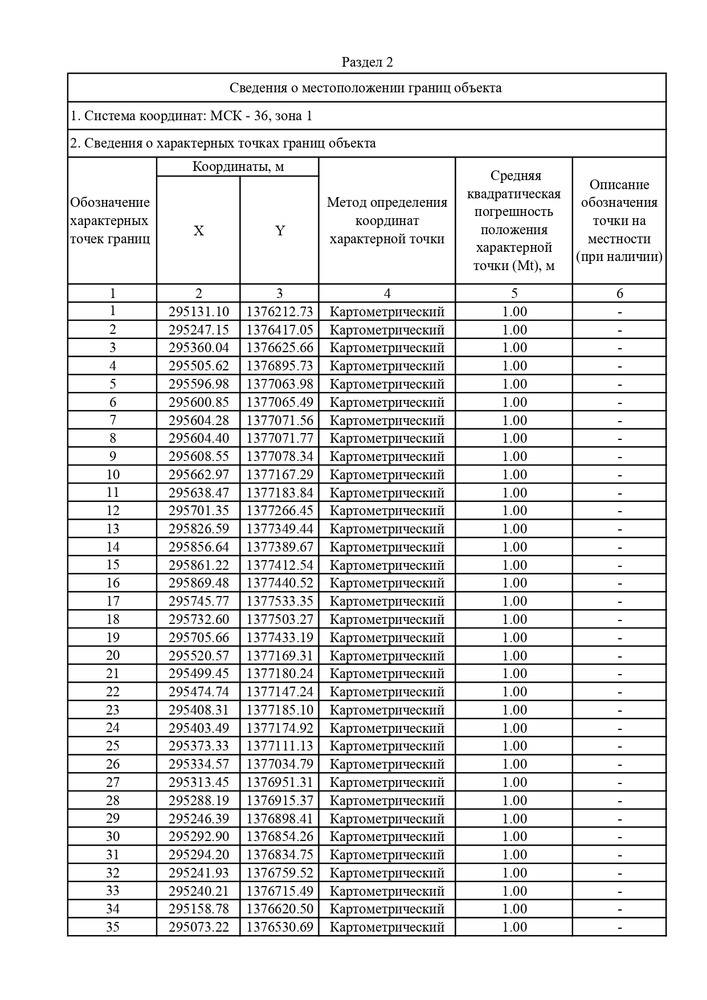 Раздел 2
Сведения о местоположении границ объекта
1. Система координат: МСК - 36, зона 1
2. Сведения о характерных точках границ объекта
Обозначение
характерных
точек границ
Координаты, м
X
Y
Метод определения
координат
характерной точки
Средняя
квадратическая
погрешность
положения
характерной
точки (Mt), м
Описание
обозначения
точки на
местности
(при наличии)
1 2 3 4 5 6
1 295131.10 1376212.73 Картометрический 1.00 -
2 295247.15 1376417.05 Картометрический 1.00 -
3 295360.04 1376625.66 Картометрический 1.00 -
4 295505.62 1376895.73 Картометрический 1.00 -
5 295596.98 1377063.98 Картометрический 1.00 -
6 295600.85 1377065.49 Картометрический 1.00 -
7 295604.28 1377071.56 Картометрический 1.00 -
8 295604.40 1377071.77 Картометрический 1.00 -
9 295608.55 1377078.34 Картометрический 1.00 -
10 295662.97 1377167.29 Картометрический 1.00 -
11 295638.47 1377183.84 Картометрический 1.00 -
12 295701.35 1377266.45 Картометрический 1.00 -
13 295826.59 1377349.44 Картометрический 1.00 -
14 295856.64 1377389.67 Картометрический 1.00 -
15 295861.22 1377412.54 Картометрический 1.00 -
16 295869.48 1377440.52 Картометрический 1.00 -
17 295745.77 1377533.35 Картометрический 1.00 -
18 295732.60 1377503.27 Картометрический 1.00 -
19 295705.66 1377433.19 Картометрический 1.00 -
20 295520.57 1377169.31 Картометрический 1.00 -
21 295499.45 1377180.24 Картометрический 1.00 -
22 295474.74 1377147.24 Картометрический 1.00 -
23 295408.31 1377185.10 Картометрический 1.00 -
24 295403.49 1377174.92 Картометрический 1.00 -
25 295373.33 1377111.13 Картометрический 1.00 -
26 295334.57 1377034.79 Картометрический 1.00 -
27 295313.45 1376951.31 Картометрический 1.00 -
28 295288.19 1376915.37 Картометрический 1.00 -
29 295246.39 1376898.41 Картометрический 1.00 -
30 295292.90 1376854.26 Картометрический 1.00 -
31 295294.20 1376834.75 Картометрический 1.00 -
32 295241.93 1376759.52 Картометрический 1.00 -
33 295240.21 1376715.49 Картометрический 1.00 -
34 295158.78 1376620.50 Картометрический 1.00 -
35 295073.22 1376530.69 Картометрический 1.00 -